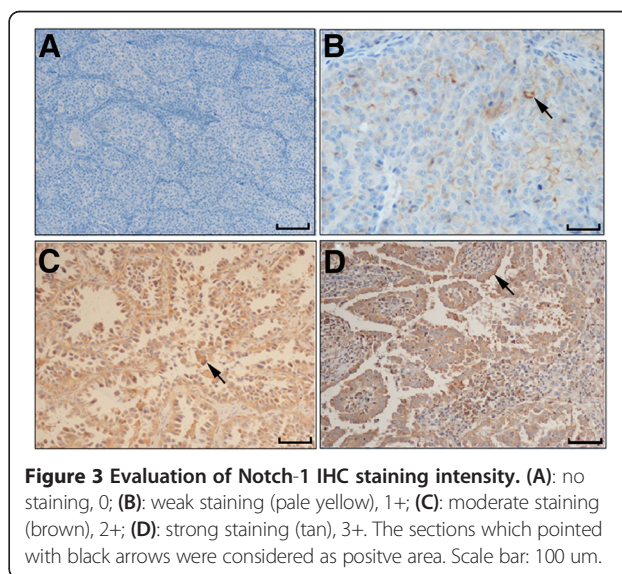 A
B
C
D
Figure 3 Evaluation of Notch-1 IHC staining intensity. (A): no
staining, 0; (B): weak staining (pale yellow), 1+; (C): moderate staining
(brown), 2+; (D): strong staining (tan), 3+. The sections which pointed
with black arrows were considered as positve area. Scale bar: 100 um.